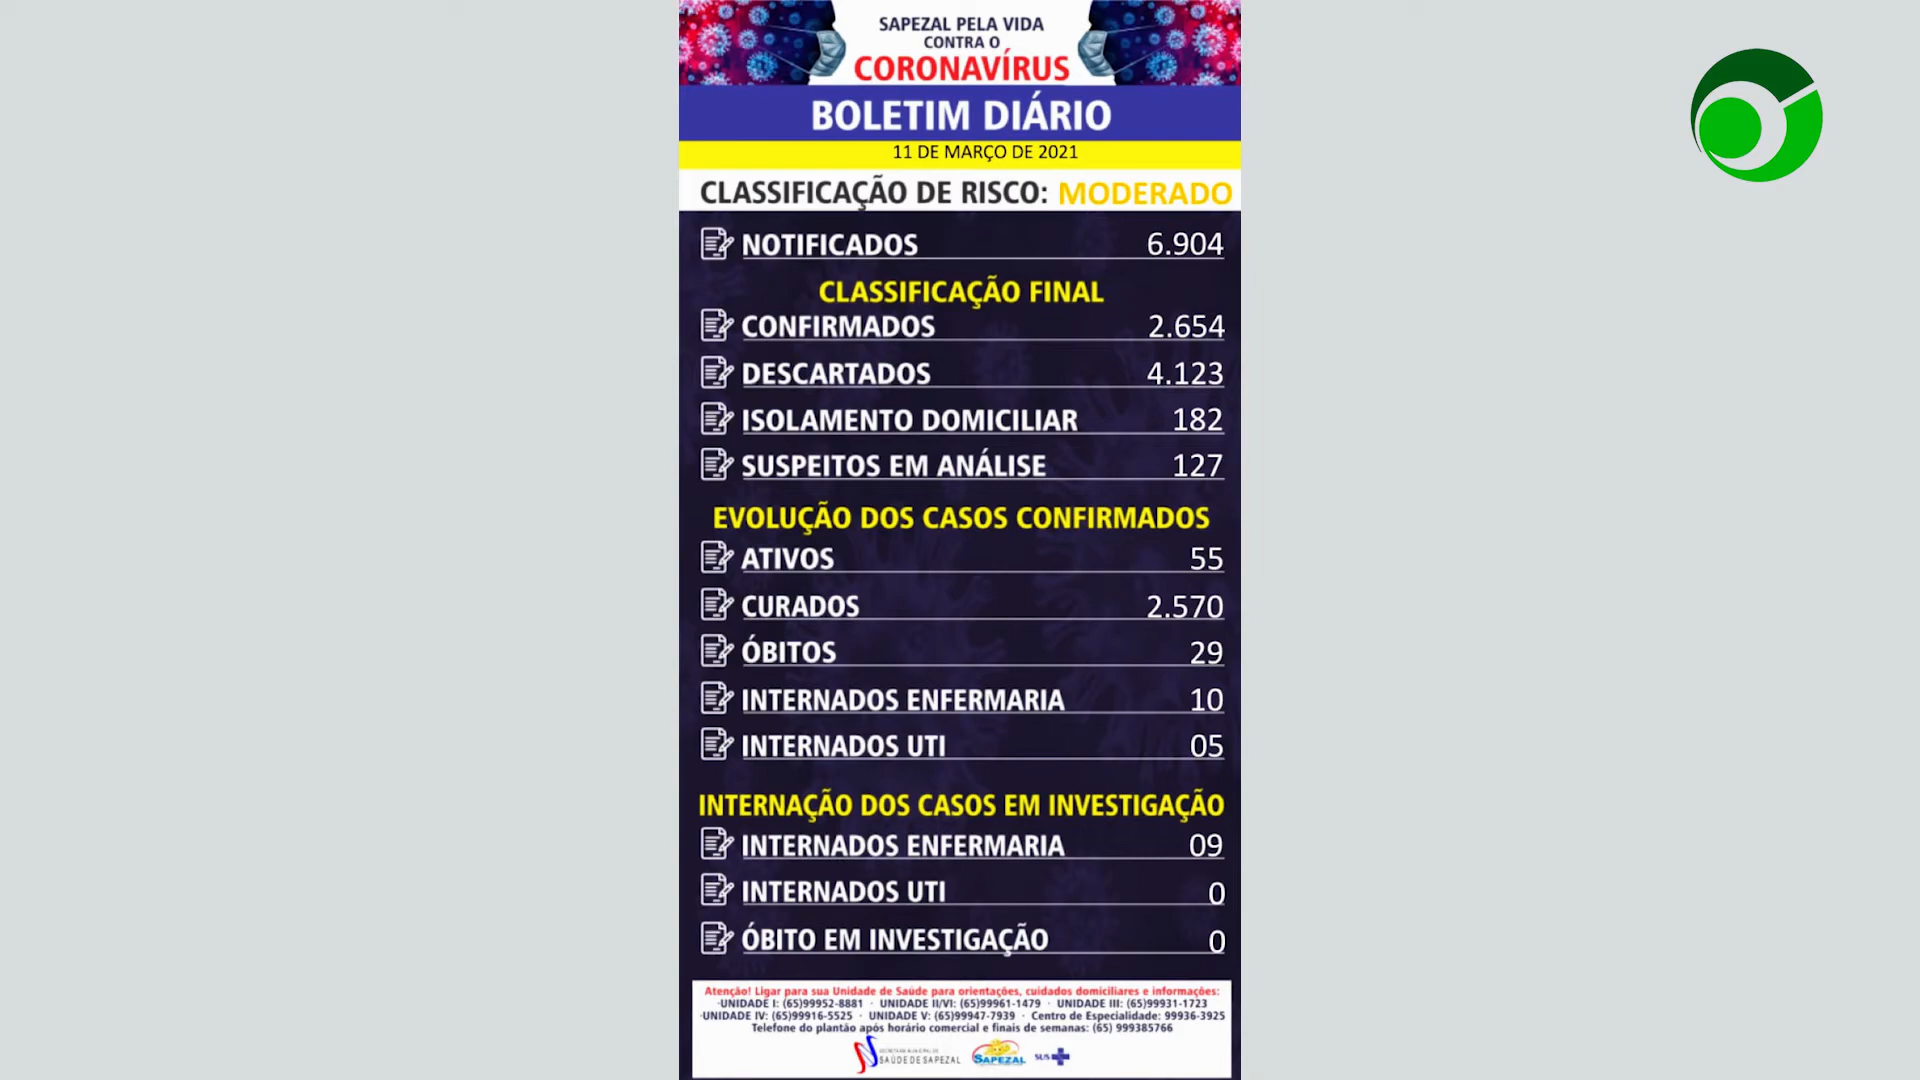 SAPEZAL PELA VIDA
CONTRA O
CORONAVÍRUS
BOLETIM DIÁRIO
11 DE MARÇO DE 2021
CLASSIFICAÇÃO DE RISCO: MODERADO
NOTIFICADOS 6.904
CLASSIFICAÇÃO FINAL
CONFIRMADOS 2.654
DESCARTADOS 4.123
ISOLAMENTO DOMICILIAR 182
SUSPEITOS EM ANÁLISE 127
EVOLUÇÃO DOS CASOS CONFIRMADOS
ATIVOS 55
CURADOS 2.570
ÓBITOS 29
INTERNADOS ENFERMARIA 10
INTERNADOS UTI 05
INTERNAÇÃO DOS CASOS EM INVESTIGAÇÃO
INTERNADOS ENFERMARIA 09
INTERNADOS UTI 0
ÓBITO EM INVESTIGAÇÃO 0
Atenção! Ligar para sua Unidade de Saúde para orientações, cuidados domiciliares e informações:
·UNIDADE I: (65)99952-8881 · UNIDADE II/VI: (65)99961-1479 · UNIDADE III: (65)99931-1723
·UNIDADE IV: (65)99916-5525 · UNIDADE V: (65)99947-7939 · Centro de Especialidade: 99936-3925
Telefone do plantão após horário comercial e finais de semanas: (65) 999385766
SECRETARIA MUNICIPAL DE
SAÚDE DE SAPEZAL
SAPEZAL
SUS